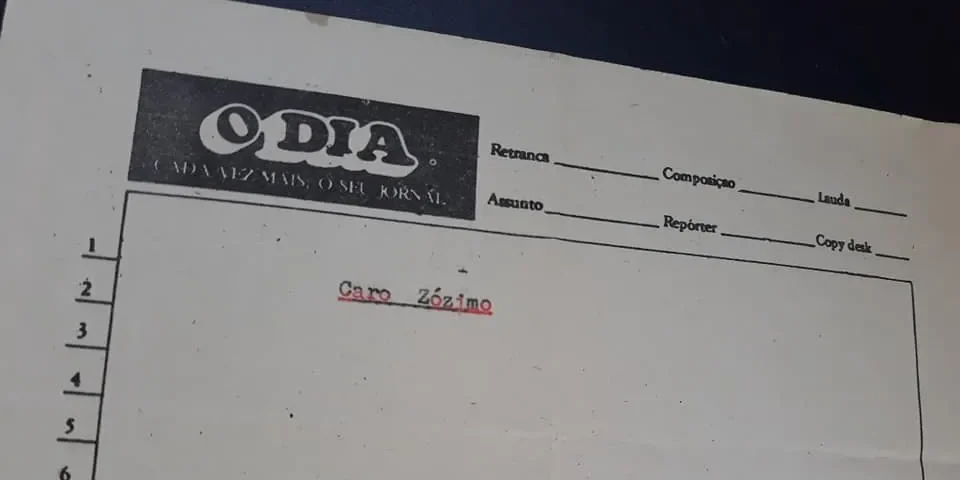 O DIA
CADA VEZ MAIS, O SEU JORNAL
Retranca Composiçao Lauda
Assunto Repórter Copy desk
1
2 Caro Zózimo
3
4
5
6